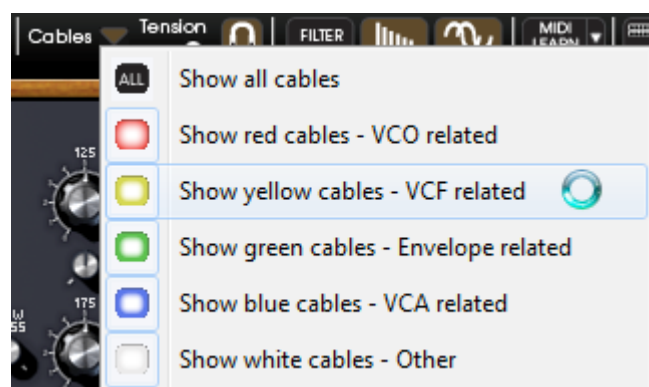 Cables Tension FILTER MIDI LEARN
ALL Show all cables
Show red cables - VCO related
125
Show yellow cables - VCF related
Show green cables - Envelope related
175 Show blue cables - VCA related
W
55
Show white cables - Other